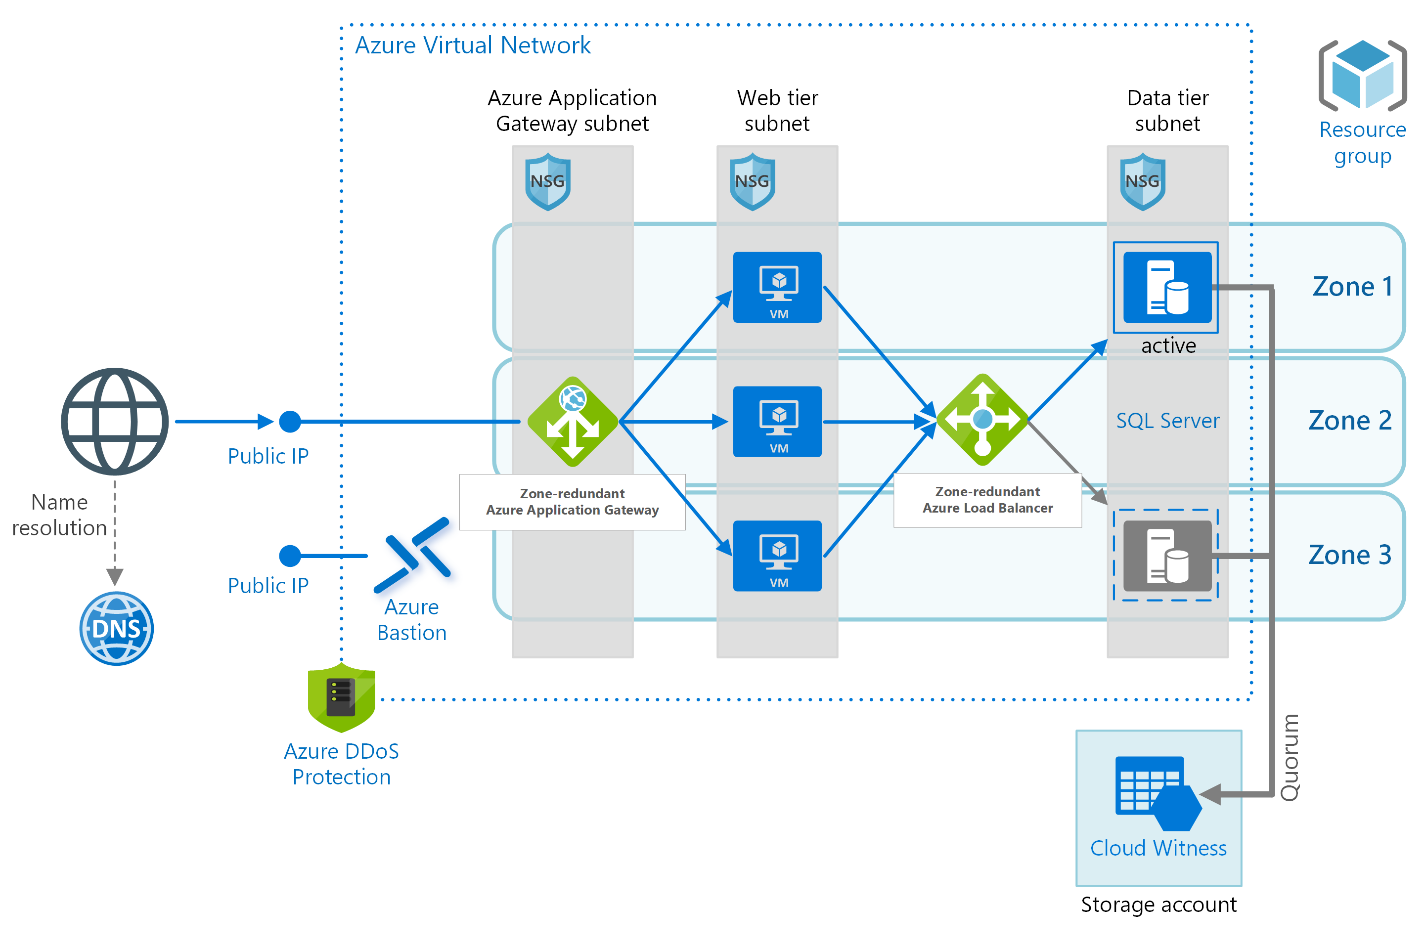 Azure Virtual Network
Azure Application
Gateway subnet
Web tier
subnet
Data tier
subnet
Resource
group
NSG
NSG
NSG
Zone 1
VM
active
Zone 2
SQL Server
VM
Public IP
Zone-redundant
Azure Application Gateway
Zone-redundant
Azure Load Balancer
Name
resolution
Zone 3
VM
Public IP
Azure
Bastion
DNS
Azure DDoS
Protection
Quorum
Cloud Witness
Storage account